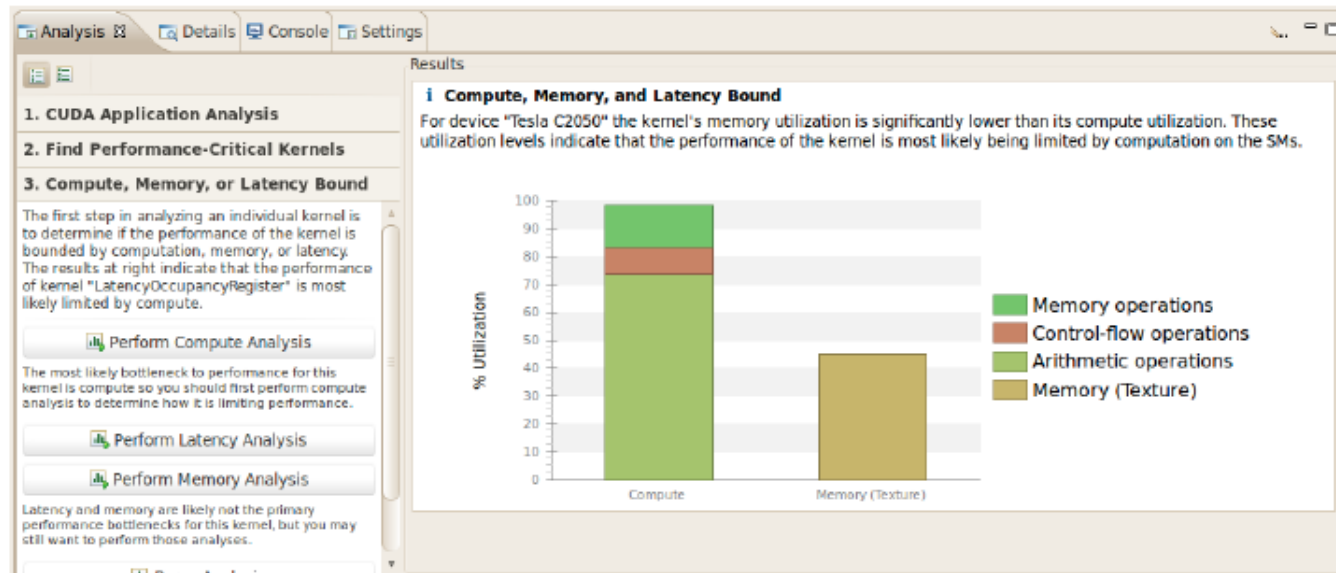 Analysis
Details
Console
Settings
1. CUDA Application Analysis
2. Find Performance-Critical Kernels
3. Compute, Memory, or Latency Bound
The first step in analyzing an individual kernel is
to determine if the performance of the kernel is
bounded by computation, memory, or latency.
The results at right indicate that the performance
of kernel "LatencyOccupancyRegister" is most
likely limited by compute.
Perform Compute Analysis
The most likely bottleneck to performance for this
kernel is compute so you should first perform compute
analysis to determine how it is limiting performance.
Perform Latency Analysis
Perform Memory Analysis
Latency and memory are likely not the primary
performance bottlenecks for this kernel, but you may
still want to perform those analyses.
Results
i Compute, Memory, and Latency Bound
For device "Tesla C2050" the kernel's memory utilization is significantly lower than its compute utilization. These
utilization levels indicate that the performance of the kernel is most likely being limited by computation on the SMs.
% Utilization
100
90
80
70
60
50
40
30
20
10
0
Compute
Memory (Texture)
Memory operations
Control-flow operations
Arithmetic operations
Memory (Texture)